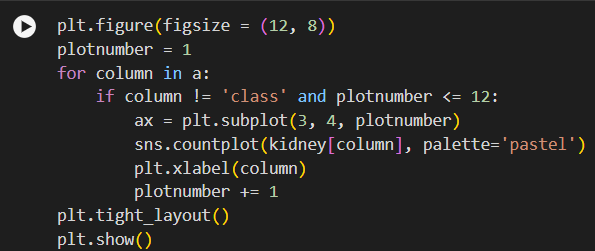 plt.figure(figsize = (12, 8))
plotnumber = 1
for column in a:
    if column != 'class' and plotnumber <= 12:
        ax = plt.subplot(3, 4, plotnumber)
        sns.countplot(kidney[column], palette='pastel')
        plt.xlabel(column)
        plotnumber += 1
plt.tight_layout()
plt.show()